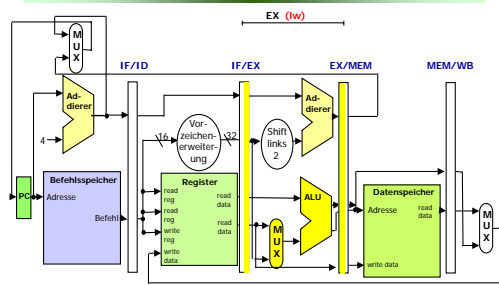 EX (lw)
IF/ID
IF/EX
EX/MEM
MEM/WB
M
U
X
Ad-
dierer
4
PC
Befehlsspeicher
Adresse
Befehl
16
Vor-
zeichen-
erweiter-
ung
32
Shift
links
2
Ad-
dierer
Register
read
reg
read
reg
write
reg
write
data
read
data
read
data
M
U
X
ALU
Datenspeicher
Adresse
read
data
write data
M
U
X